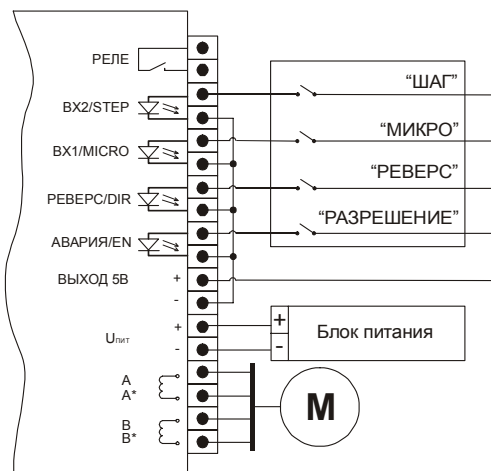 РЕЛЕ
ВХ2/STEP
"ШАГ"
ВХ1/MICRO
"МИКРО"
РЕВЕРС/DIR
"РЕВЕРС"
АВАРИЯ/EN
"РАЗРЕШЕНИЕ"
ВЫХОД 5В
+
-
Uпит
+
-
+
-
Блок питания
A
A*
B
B*
M